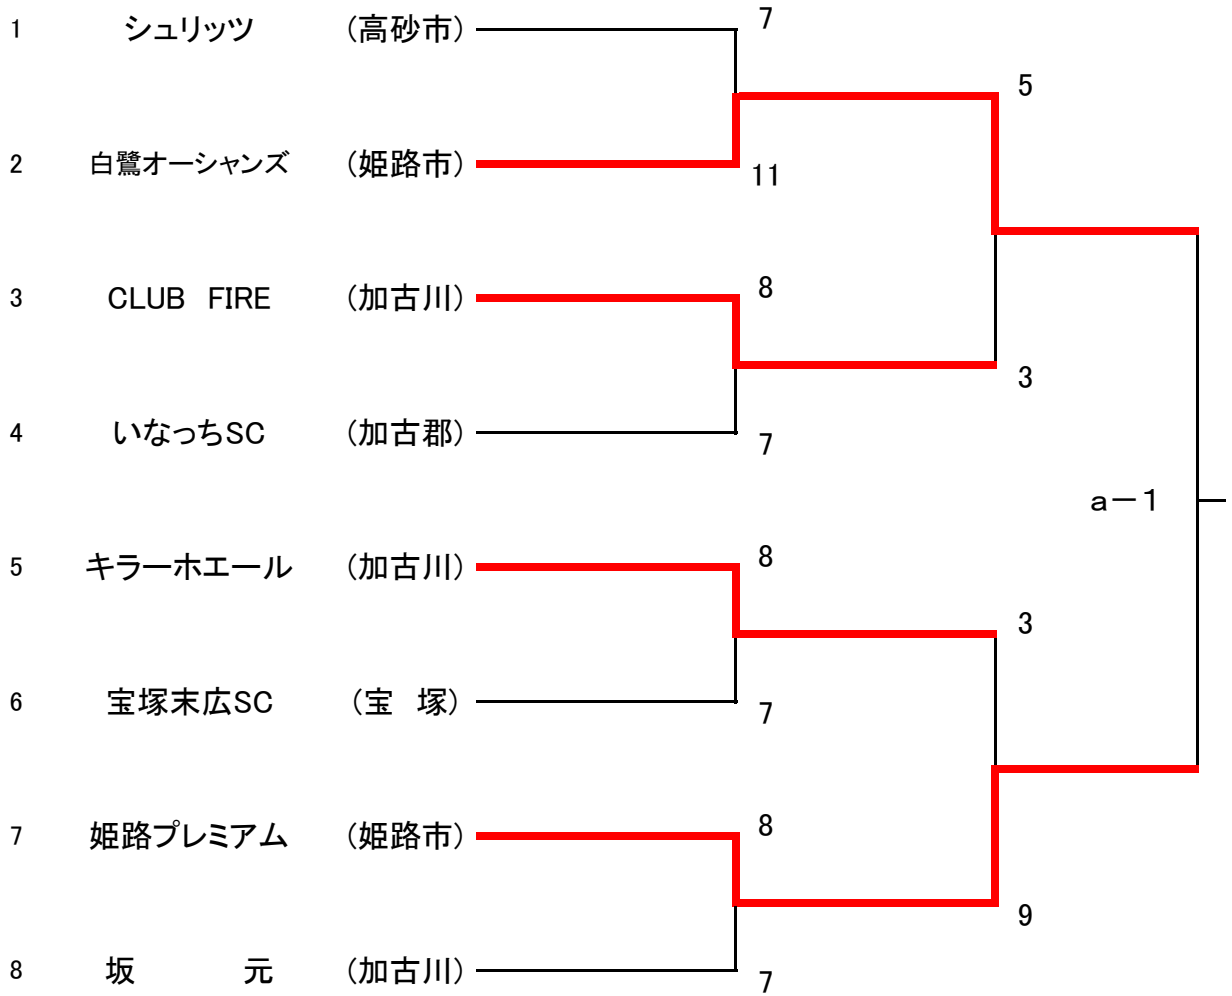 1 シュリッツ (高砂市) 7
5
2 白鷺オーシャンズ (姫路市) 11
3 CLUB FIRE (加古川) 8
3
4 いなっちSC (加古郡) 7
a－1
5 キラーホエール (加古川) 8
3
6 宝塚末広SC (宝　塚) 7
7 姫路プレミアム (姫路市) 8
9
8 坂　　　元 (加古川) 7